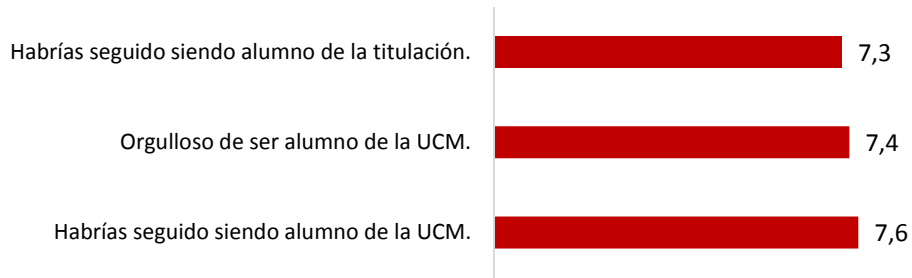 Habrías seguido siendo alumno de la titulación.
7,3
Orgulloso de ser alumno de la UCM.
7,4
Habrías seguido siendo alumno de la UCM.
7,6